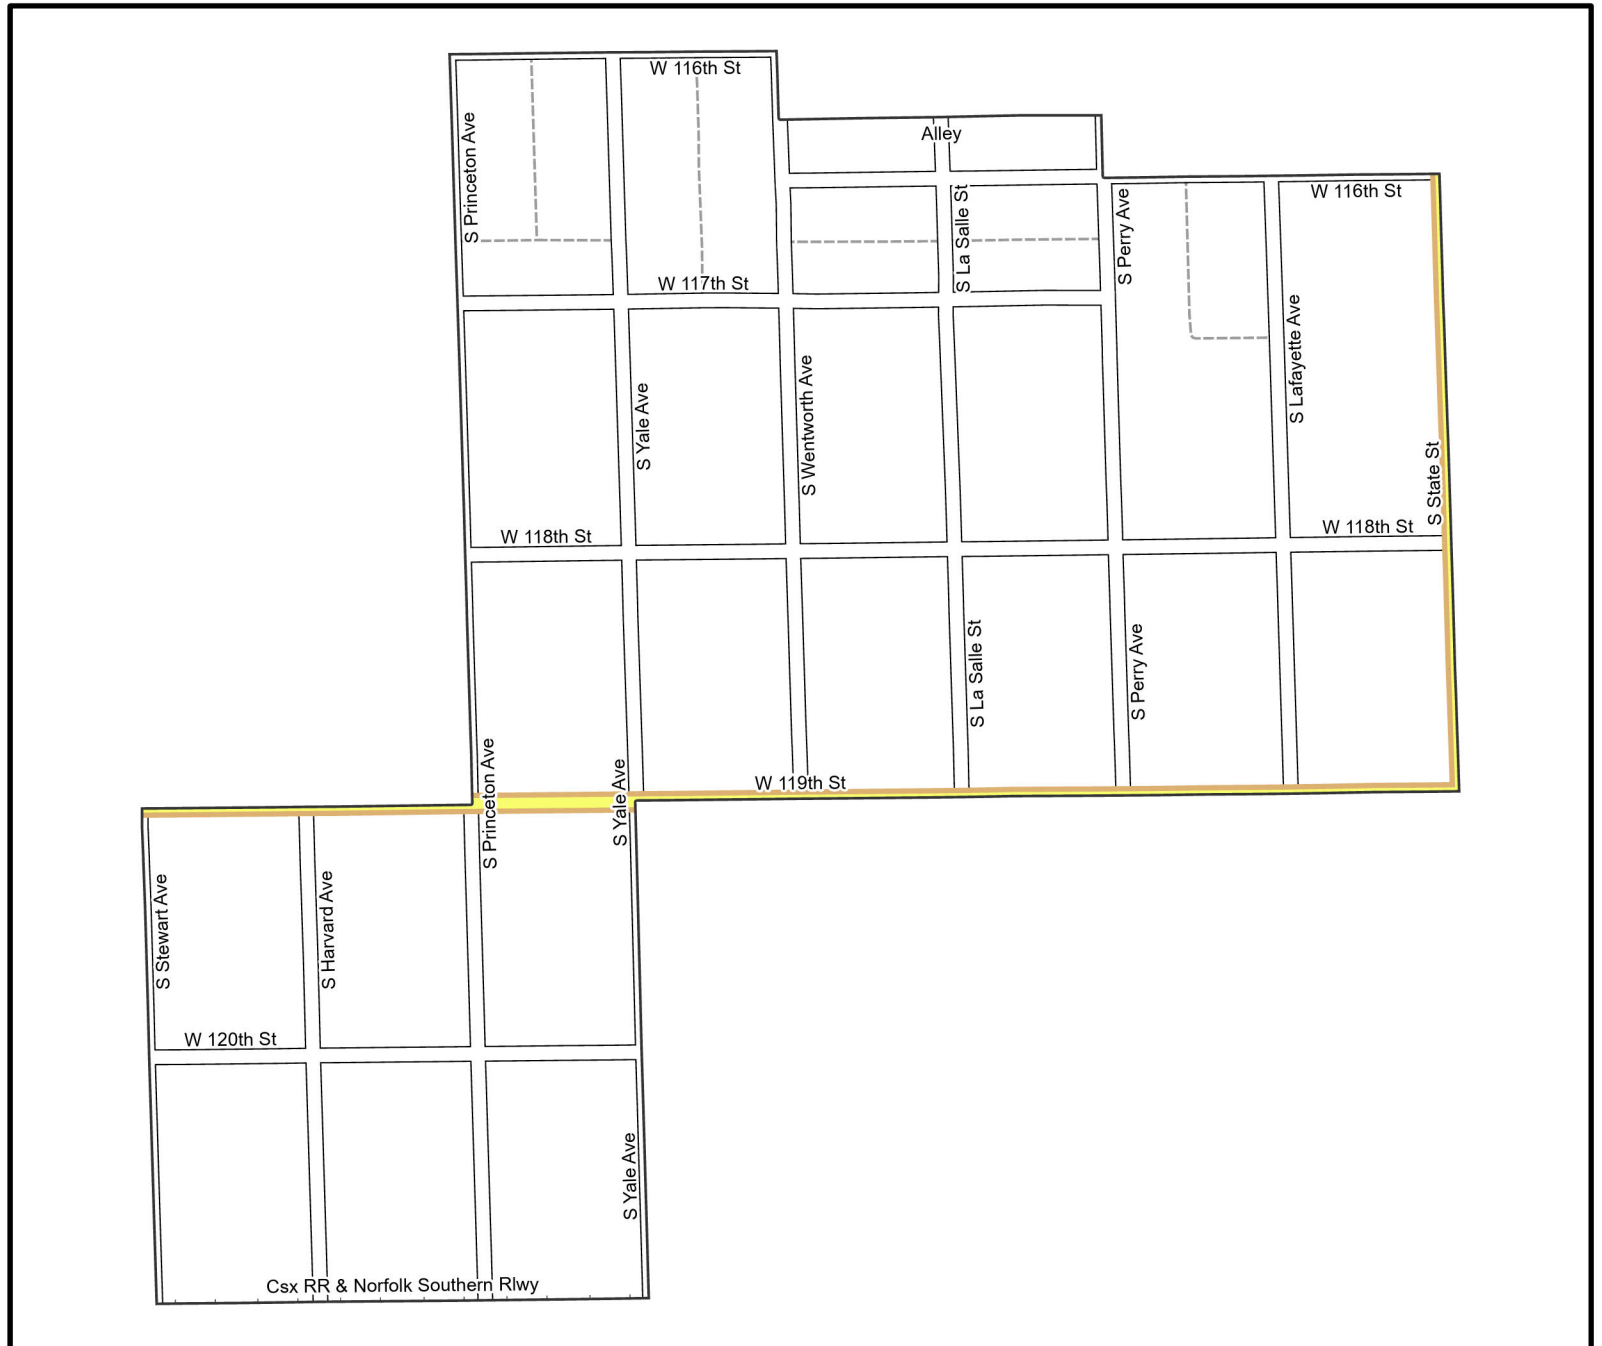 W 116th St
Alley
S Princeton Ave
W 116th St
S La Salle St
S Perry Ave
W 117th St
S Lafayette Ave
S Yale Ave
S Wentworth Ave
S State St
W 118th St
W 118th St
S La Salle St
S Perry Ave
S Princeton Ave
S Yale Ave
W 119th St
S Stewart Ave
S Harvard Ave
W 120th St
S Yale Ave
Csx RR & Norfolk Southern Rlwy